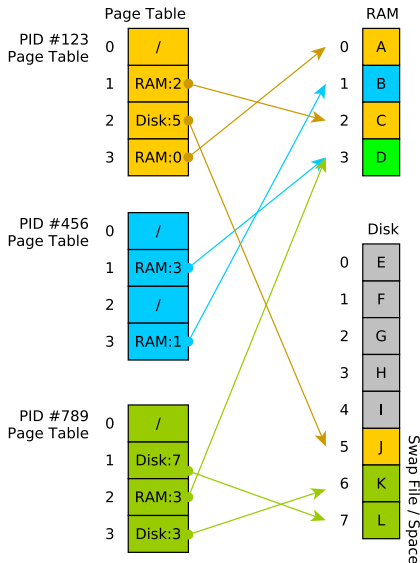 Page Table
RAM
PID #123
Page Table
0 /
1 RAM:2
2 Disk:5
3 RAM:0
0 A
1 B
2 C
3 D
PID #456
Page Table
0 /
1 RAM:3
2 /
3 RAM:1
Disk
0 E
1 F
2 G
3 H
4 I
5 J
6 K
7 L
Swap File / Space
PID #789
Page Table
0 /
1 Disk:7
2 RAM:3
3 Disk:3